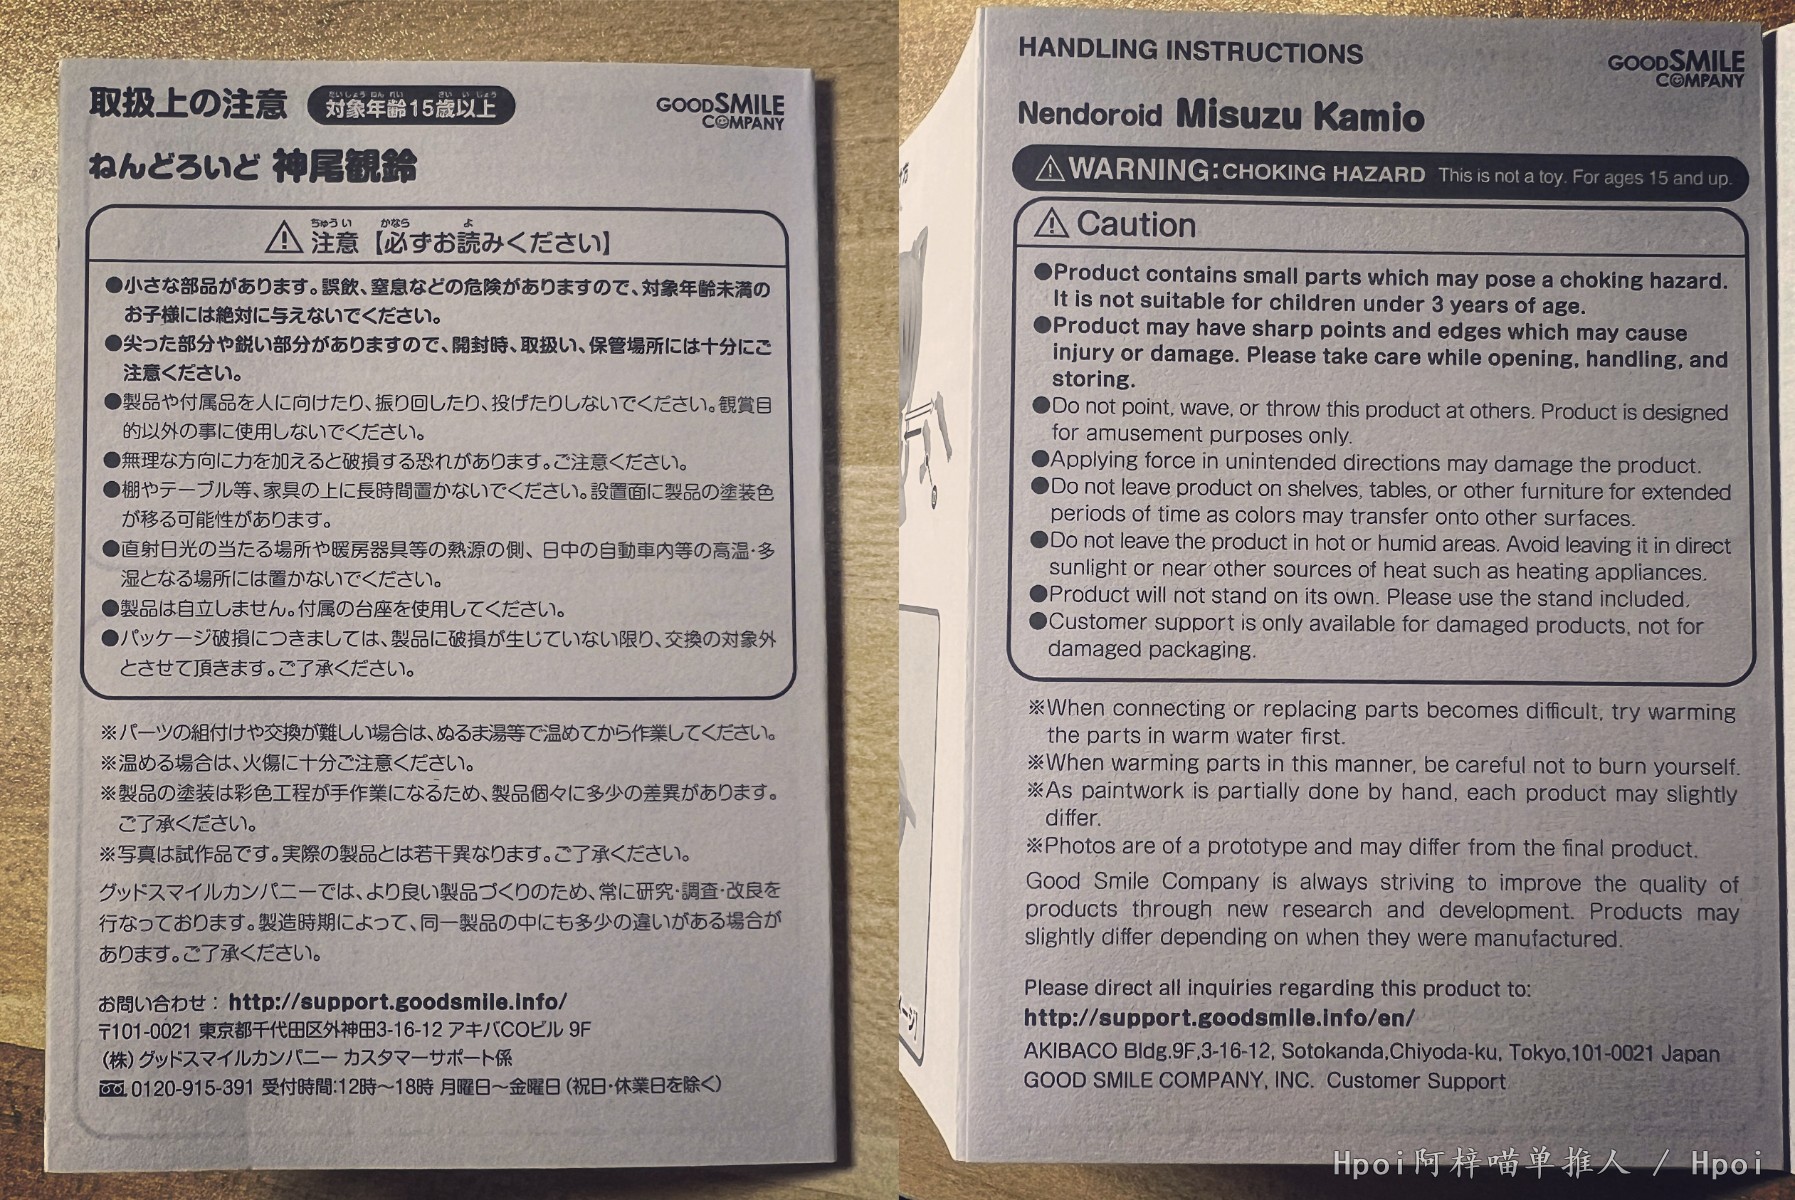 取扱上の注意 対象年齢15歳以上
たいしょう ねん れい さい い じょう
GOODSMILE
COMPANY
ねんどろいど 神尾観鈴
ちゅうい かなら よ
注意【必ずお読みください】
●小さな部品があります。誤飲、窒息などの危険がありますので、対象年齢未満の
お子様には絶対に与えないでください。
●尖った部分や鋭い部分がありますので、開封時、取扱い、保管場所には十分にご
注意ください。
●製品や付属品を人に向けたり、振り回したり、投げたりしないでください。観賞目
的以外の事に使用しないでください。
●無理な方向に力を加えると破損する恐れがあります。ご注意ください。
●棚やテーブル等、家具の上に長時間置かないでください。設置面に製品の塗装色
が移る可能性があります。
●直射日光の当たる場所や暖房器具等の熱源の側、日中の自動車内等の高温・多
湿となる場所には置かないでください。
●製品は自立しません。付属の台座を使用してください。
●パッケージ破損につきましては、製品に破損が生じていない限り、交換の対象外
とさせて頂きます。ご了承ください。
※パーツの組付けや交換が難しい場合は、ぬるま湯等で温めてから作業してください。
※温める場合は、火傷に十分ご注意ください。
※製品の塗装は彩色工程が手作業になるため、製品個々に多少の差異があります。
ご了承ください。
※写真は試作品です。実際の製品とは若干異なります。ご了承ください。
グッドスマイルカンパニーでは、より良い製品づくりのため、常に研究・調査・改良を
行なっております。製造時期によって、同一製品の中にも多少の違いがある場合が
あります。ご了承ください。
お問い合わせ： http://support.goodsmile.info/
〒101-0021 東京都千代田区外神田3-16-12 アキバCOビル 9F
（株）グッドスマイルカンパニー カスタマーサポート係
0120-915-391 受付時間:12時～18時 月曜日～金曜日（祝日・休業日を除く）
HANDLING INSTRUCTIONS
GOODSMILE
COMPANY
Nendoroid Misuzu Kamio
WARNING:CHOKING HAZARD This is not a toy. For ages 15 and up.
Caution
●Product contains small parts which may pose a choking hazard.
It is not suitable for children under 3 years of age.
●Product may have sharp points and edges which may cause
injury or damage. Please take care while opening, handling, and
storing.
●Do not point, wave, or throw this product at others. Product is designed
for amusement purposes only.
●Applying force in unintended directions may damage the product.
●Do not leave product on shelves, tables, or other furniture for extended
periods of time as colors may transfer onto other surfaces.
●Do not leave the product in hot or humid areas. Avoid leaving it in direct
sunlight or near other sources of heat such as heating appliances.
●Product will not stand on its own. Please use the stand included.
●Customer support is only available for damaged products, not for
damaged packaging.
※When connecting or replacing parts becomes difficult, try warming
the parts in warm water first.
※When warming parts in this manner, be careful not to burn yourself.
※As paintwork is partially done by hand, each product may slightly
differ.
※Photos are of a prototype and may differ from the final product.
Good Smile Company is always striving to improve the quality of
products through new research and development. Products may
slightly differ depending on when they were manufactured.
Please direct all inquiries regarding this product to:
http://support.goodsmile.info/en/
AKIBACO Bldg.9F,3-16-12, Sotokanda,Chiyoda-ku, Tokyo,101-0021 Japan
GOOD SMILE COMPANY, INC. Customer Support
Hpoi阿梓喵单推人 / Hpoi